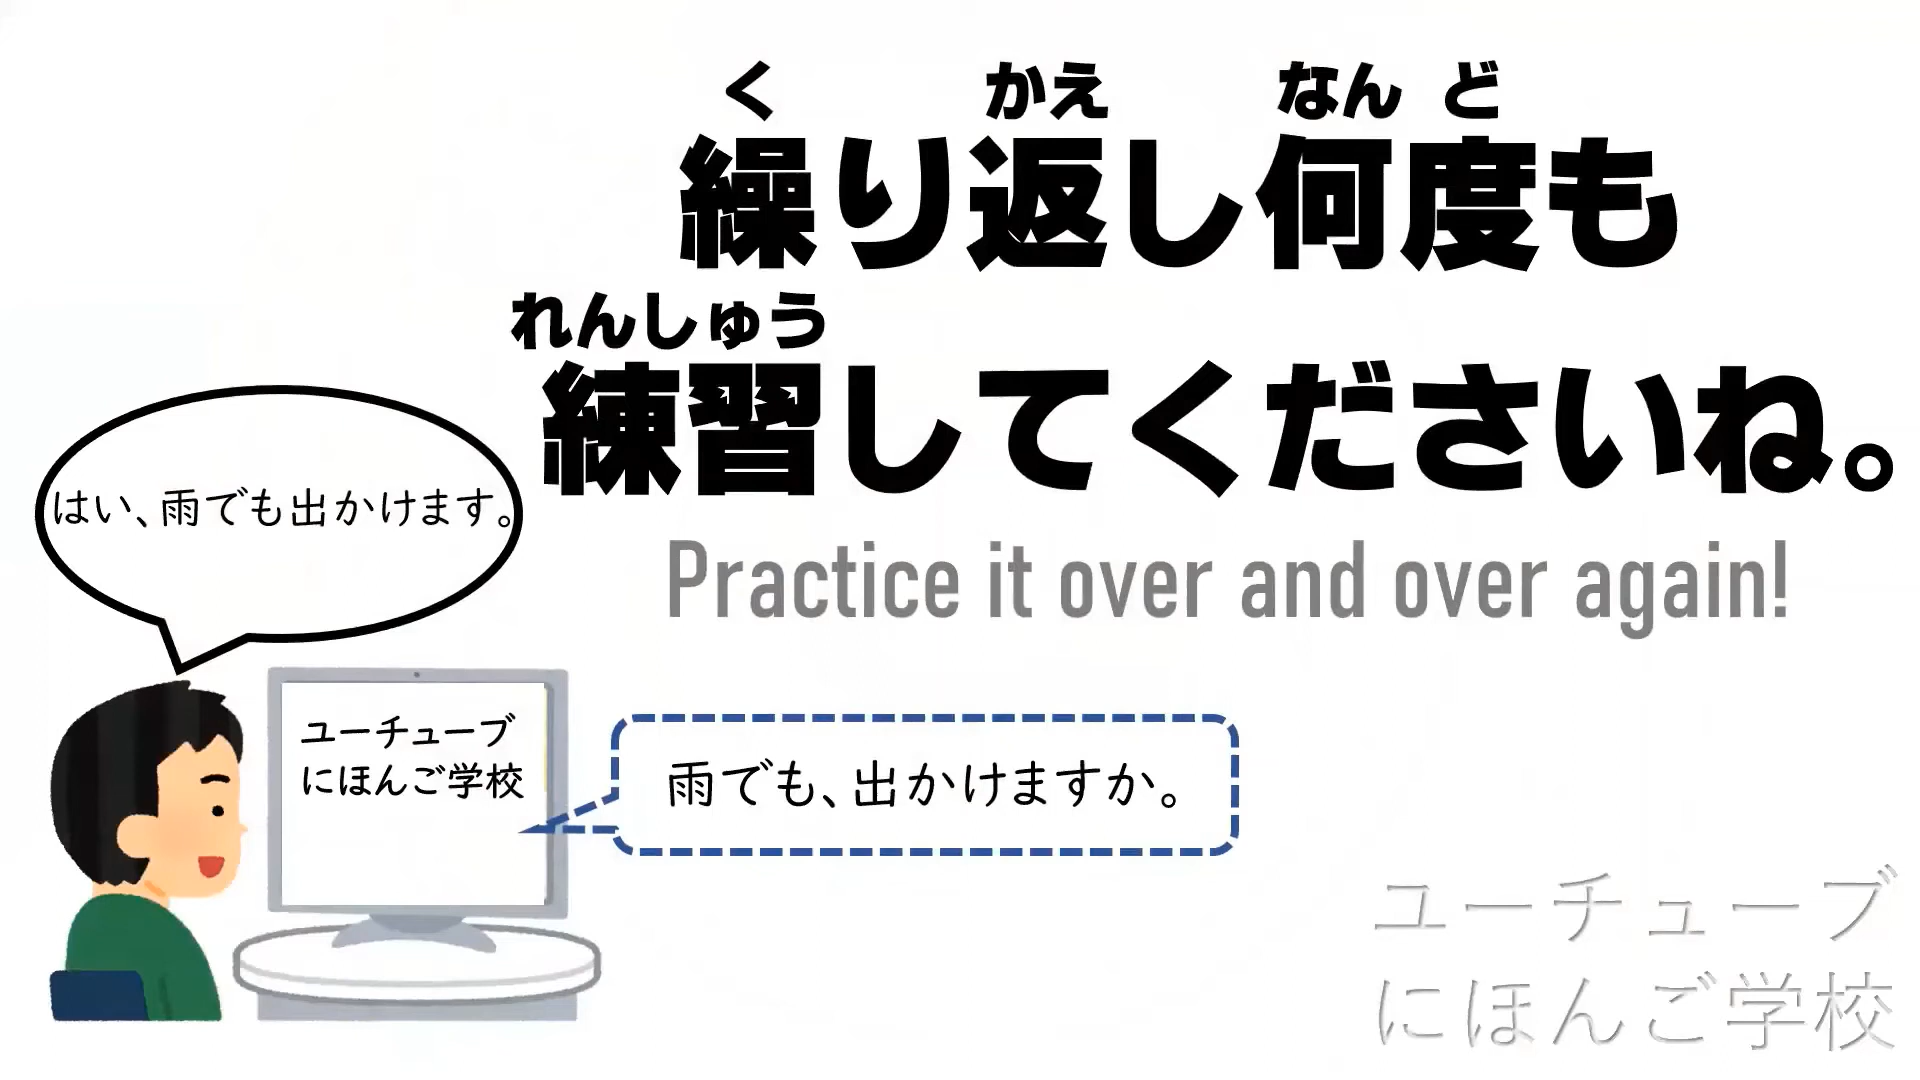 く かえ なん ど
繰り返し何度も
れんしゅう
練習してくださいね。
Practice it over and over again!
はい、雨でも出かけます。
ユーチューブ
にほんご学校
雨でも、出かけますか。
ユーチューブ
にほんご学校